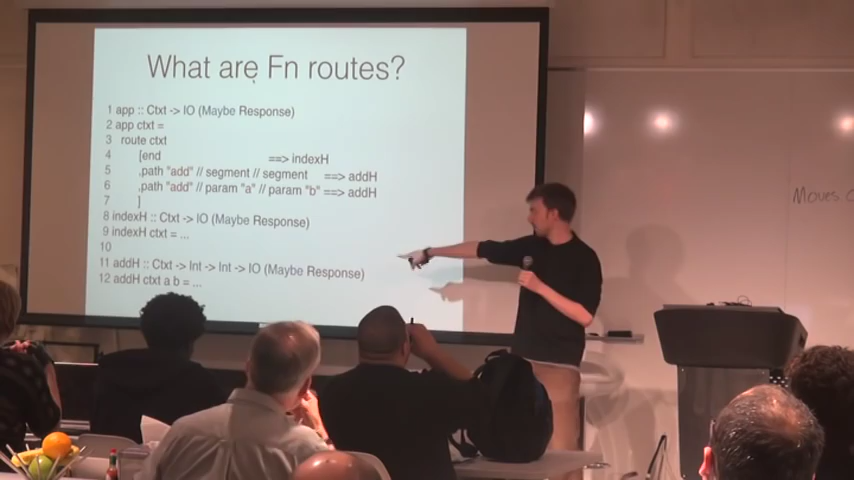 What are Fn routes?
1 app :: Ctxt -> IO (Maybe Response)
2 app ctxt =
3 route ctxt
4 [end ==> indexH
5 ,path "add" // segment // segment ==> addH
6 ,path "add" // param "a" // param "b" ==> addH
7 ]
8 indexH :: Ctxt -> IO (Maybe Response)
9 indexH ctxt = ...
10
11 addH :: Ctxt -> Int -> Int -> IO (Maybe Response)
12 addH ctxt a b = ...
Moves